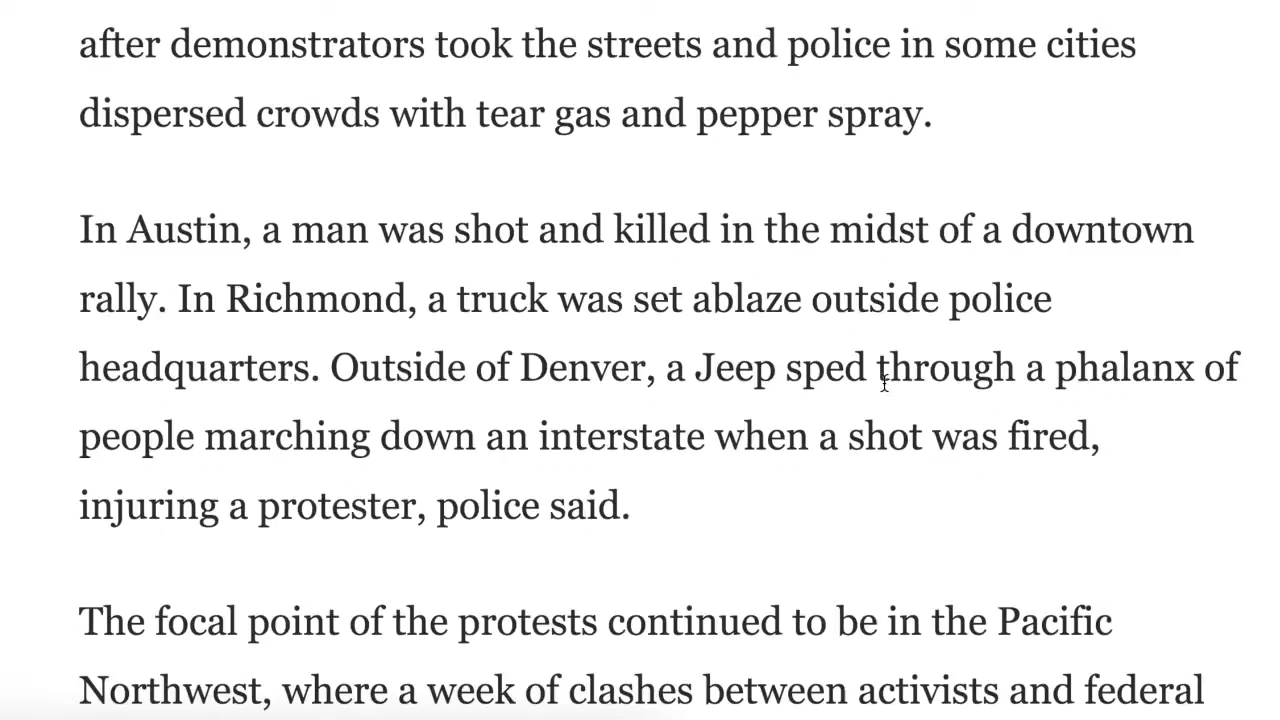 after demonstrators took the streets and police in some cities
dispersed crowds with tear gas and pepper spray.
In Austin, a man was shot and killed in the midst of a downtown
rally. In Richmond, a truck was set ablaze outside police
headquarters. Outside of Denver, a Jeep sped through a phalanx of
people marching down an interstate when a shot was fired,
injuring a protester, police said.
The focal point of the protests continued to be in the Pacific
Northwest, where a week of clashes between activists and federal